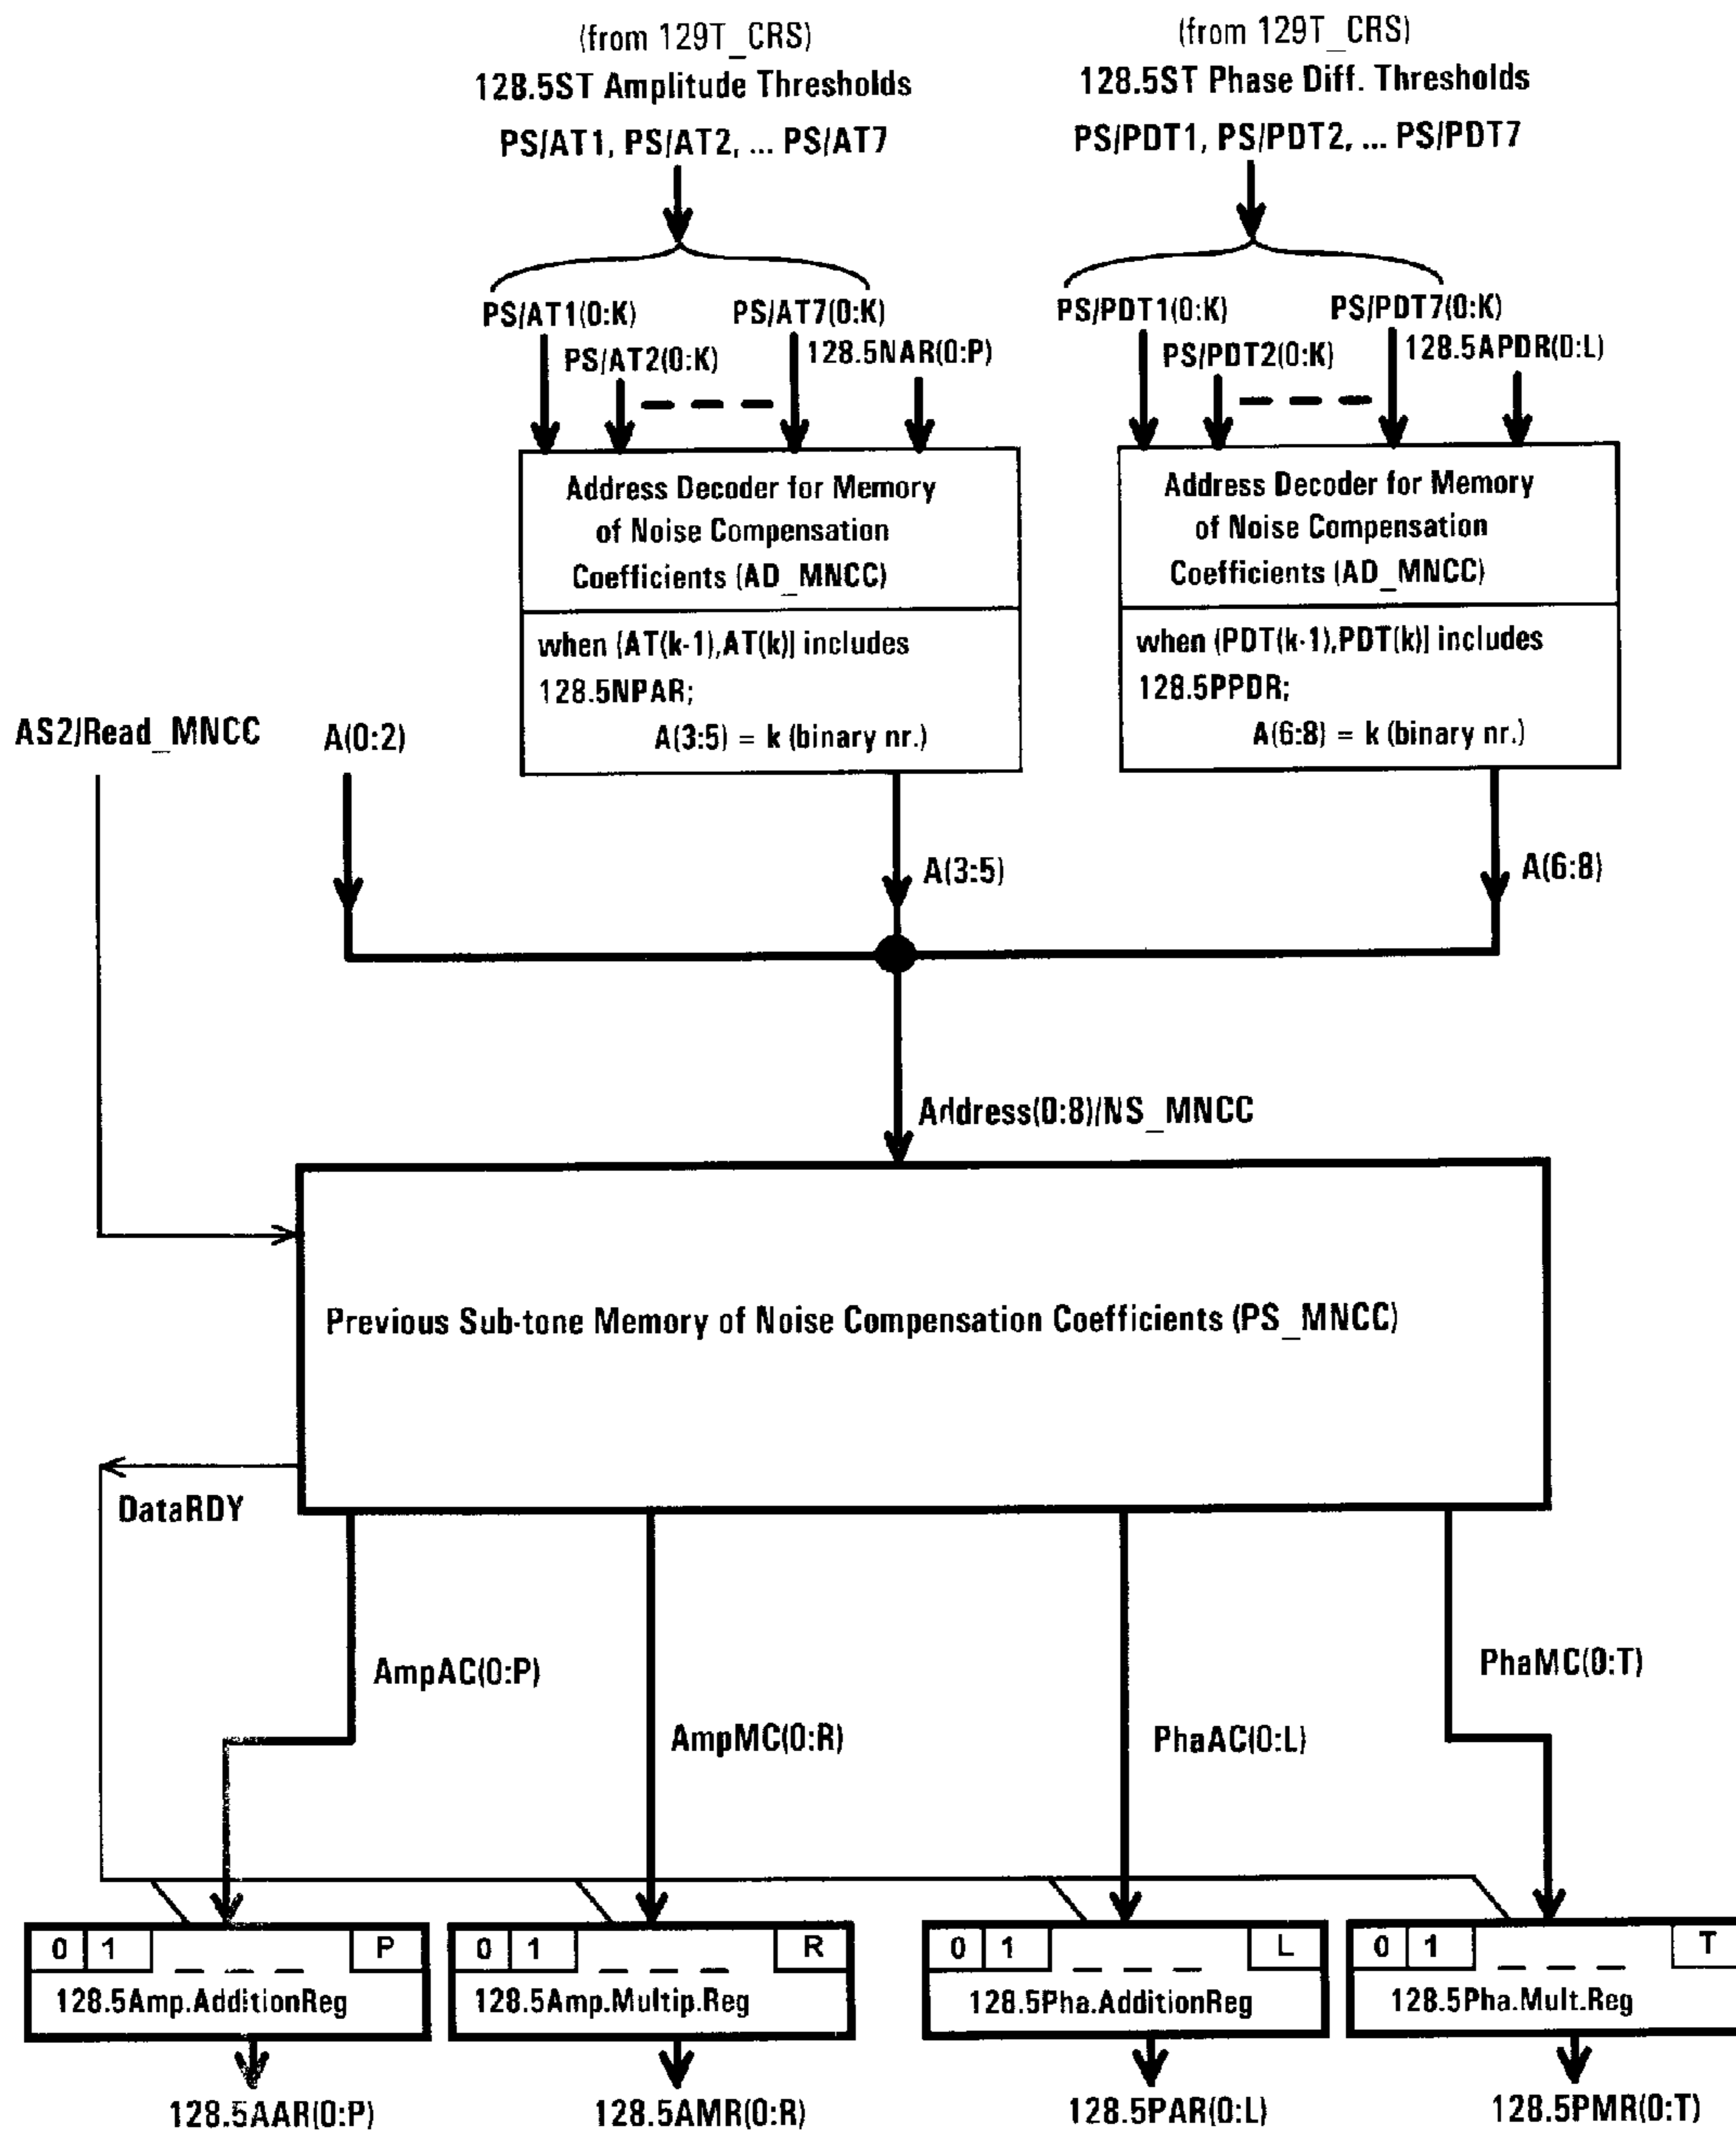 (from 129T_CRS)
128.5ST Amplitude Thresholds
PS/AT1, PS/AT2, ... PS/AT7
(from 129T_CRS)
128.5ST Phase Diff. Thresholds
PS/PDT1, PS/PDT2, ... PS/PDT7
PS/AT1(0:K)
PS/AT7(0:K)
PS/AT2(0:K)
128.5NAR(0:P)
PS/PDT1(0:K)
PS/PDT7(0:K)
PS/PDT2(0:K)
128.5APDR(0:L)
Address Decoder for Memory
of Noise Compensation
Coefficients (AD_MNCC)
when (AT(k-1),AT(k)] includes
128.5NPAR;
A(3:5) = k (binary nr.)
Address Decoder for Memory
of Noise Compensation
Coefficients (AD_MNCC)
when (PDT(k-1),PDT(k)] includes
128.5PPDR;
A(6:8) = k (binary nr.)
AS2/Read_MNCC
A(0:2)
A(3:5)
A(6:8)
Address(0:8)/NS_MNCC
Previous Sub-tone Memory of Noise Compensation Coefficients (PS_MNCC)
DataRDY
AmpAC(0:P)
AmpMC(0:R)
PhaAC(0:L)
PhaMC(0:T)
0 1 P
128.5Amp.AdditionReg
0 1 R
128.5Amp.Multip.Reg
0 1 L
128.5Pha.AdditionReg
0 1 T
128.5Pha.Mult.Reg
128.5AAR(0:P)
128.5AMR(0:R)
128.5PAR(0:L)
128.5PMR(0:T)